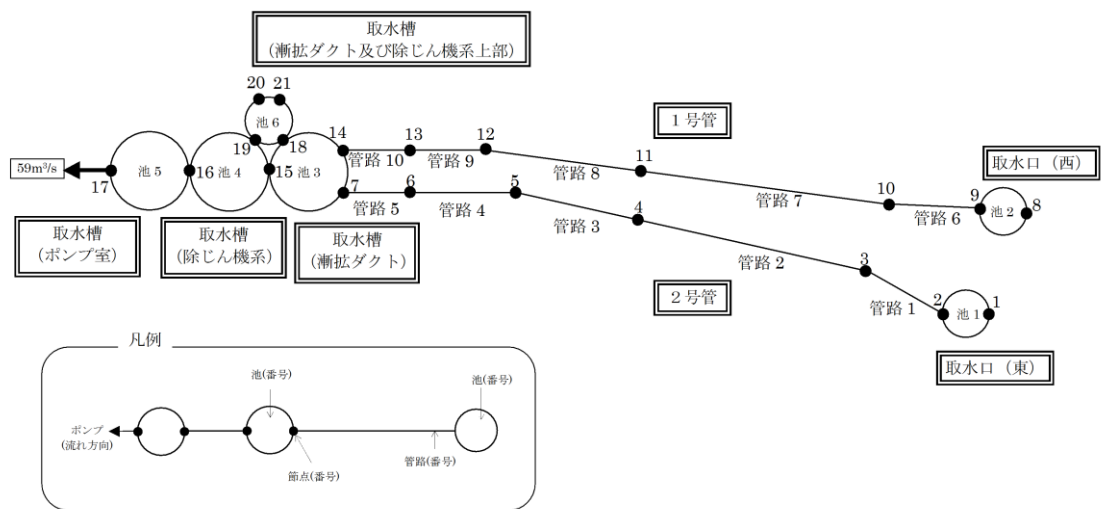 取水槽
（漸拡ダクト及び除じん機系上部）
20
21
池 6
19
18
14
13
12
１号管
11
取水口（西）
59m³/s
17
池 5
16
池 4
15
池 3
管路 10
管路 9
管路 8
管路 7
10
管路 6
9
池 2
8
7
6
5
管路 5
管路 4
管路 3
4
管路 2
3
管路 1
2
池 1
1
取水槽
（ポンプ室）
取水槽
（除じん機系）
取水槽
（漸拡ダクト）
２号管
取水口（東）
凡例
池(番号)
池(番号)
ポンプ
(流れ方向)
節点(番号)
管路(番号)